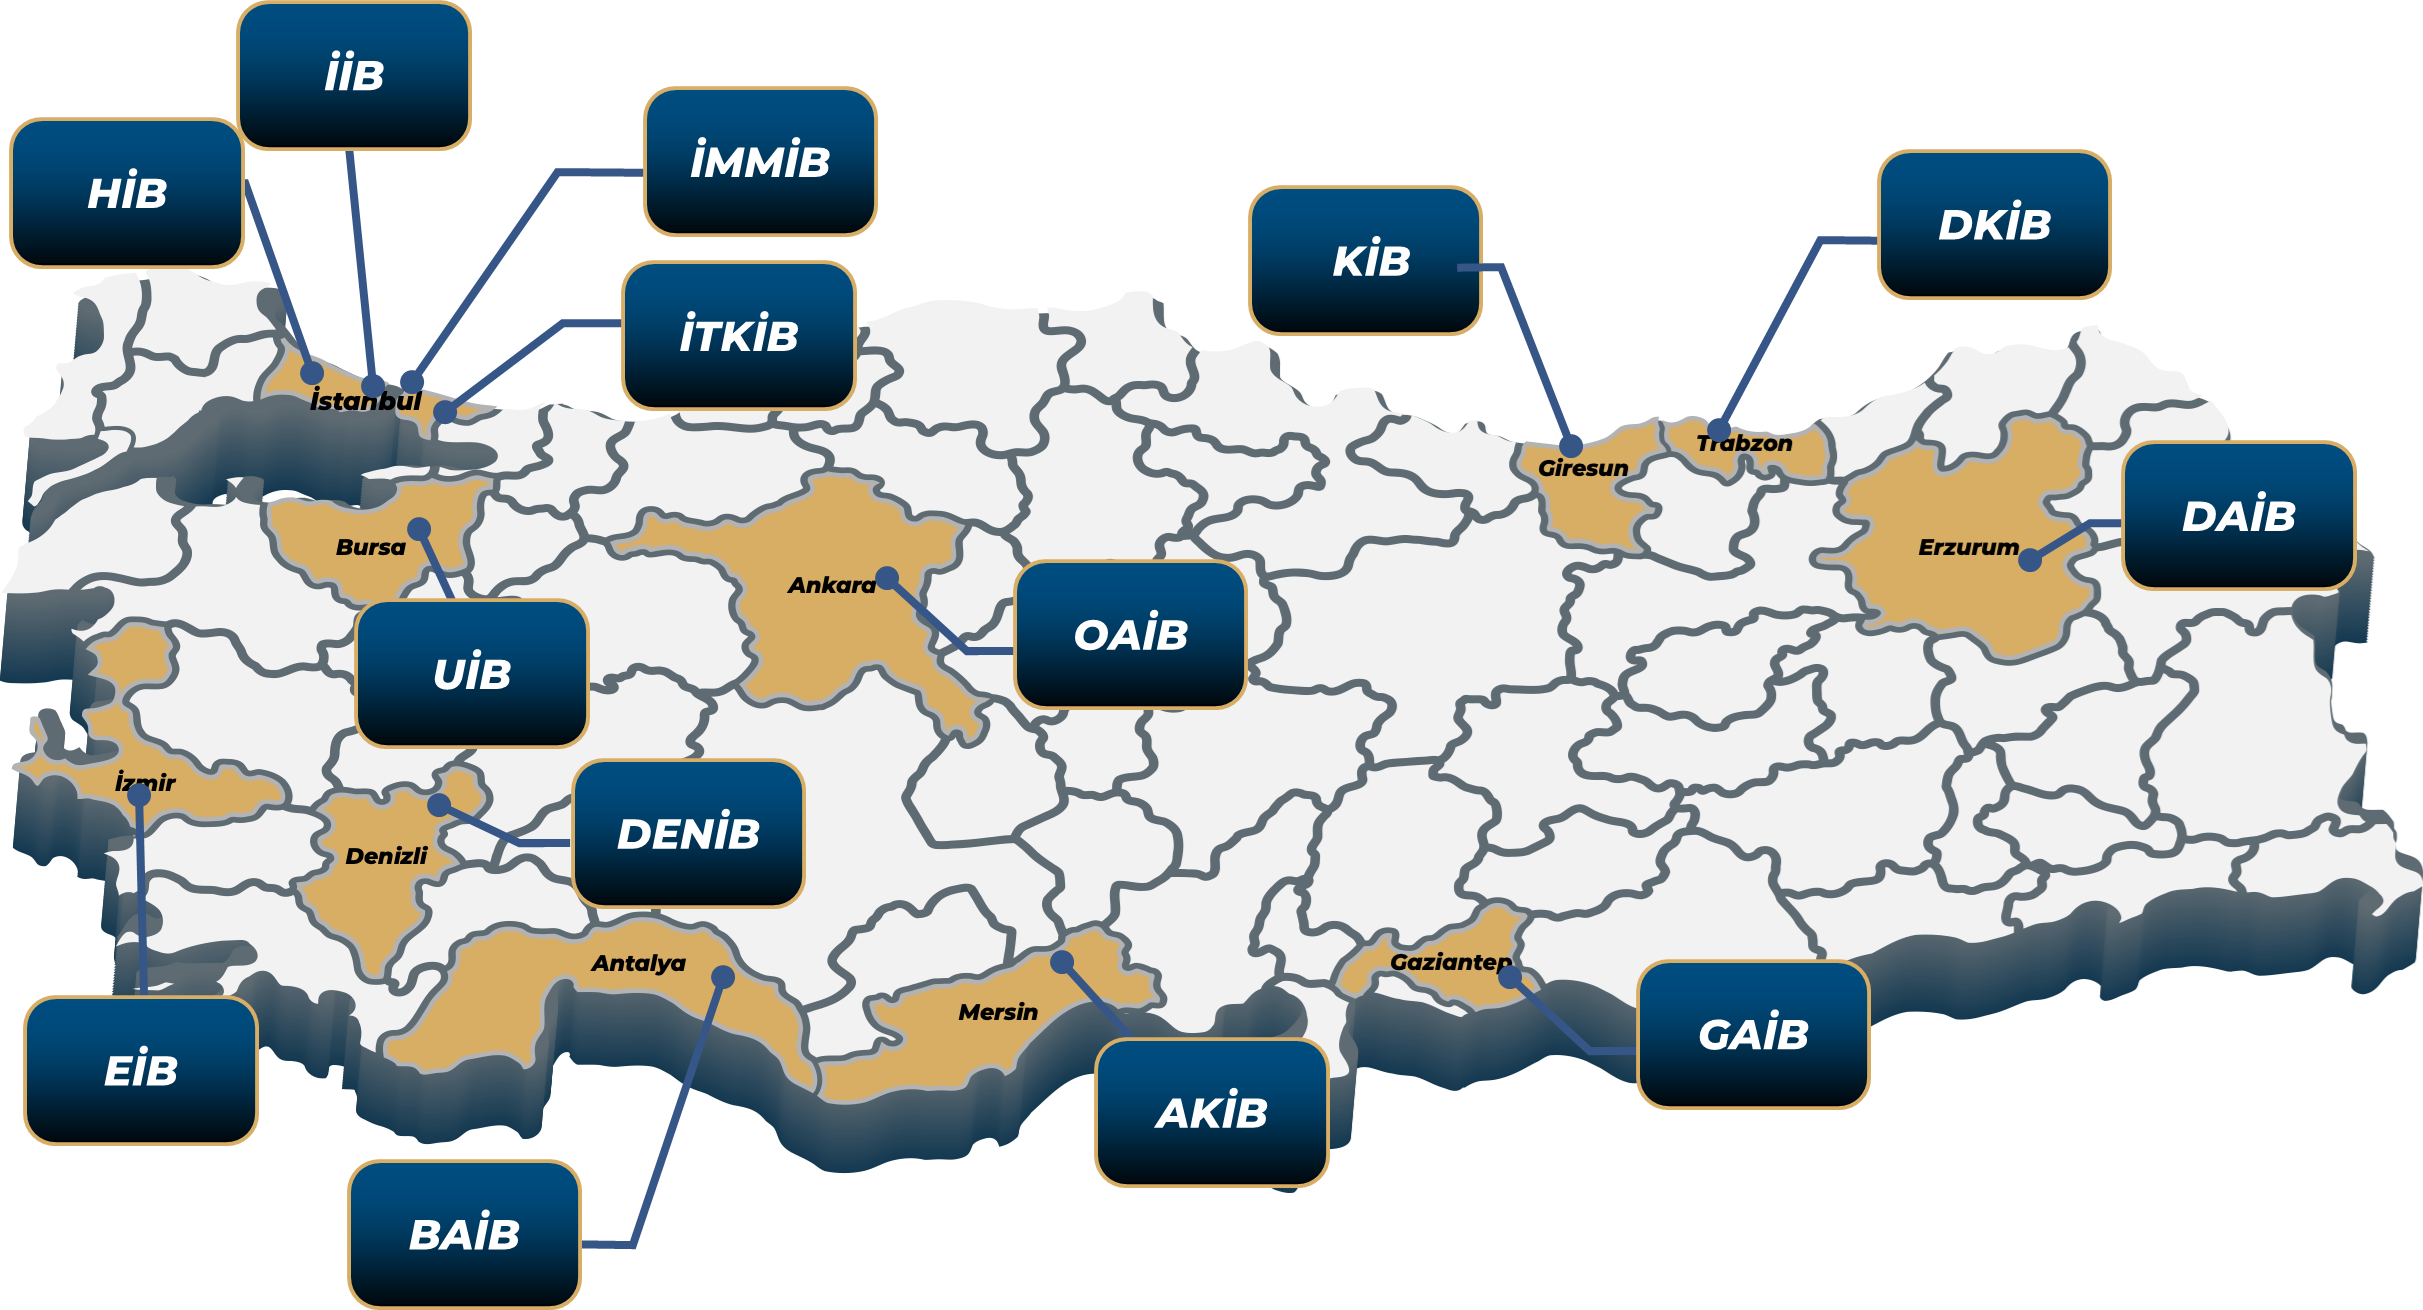 İİB
HİB
İMMİB
İTKİB
KİB
DKİB
İstanbul
Giresun
Trabzon
DAİB
Bursa
Ankara
Erzurum
UİB
OAİB
İzmir
DENİB
Denizli
Antalya
Mersin
Gaziantep
EİB
AKİB
GAİB
BAİB